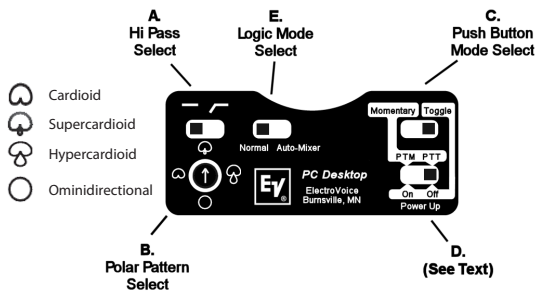 A.
Hi Pass
Select
E.
Logic Mode
Select
C.
Push Button
Mode Select
Cardioid
Supercardioid
Hypercardioid
Ominidirectional
Momentary Toggle
Normal Auto-Mixer
PTM PTT
On Off
Power Up
EV®
PC Desktop
ElectroVoice
Burnsville, MN
B.
Polar Pattern
Select
D.
(See Text)